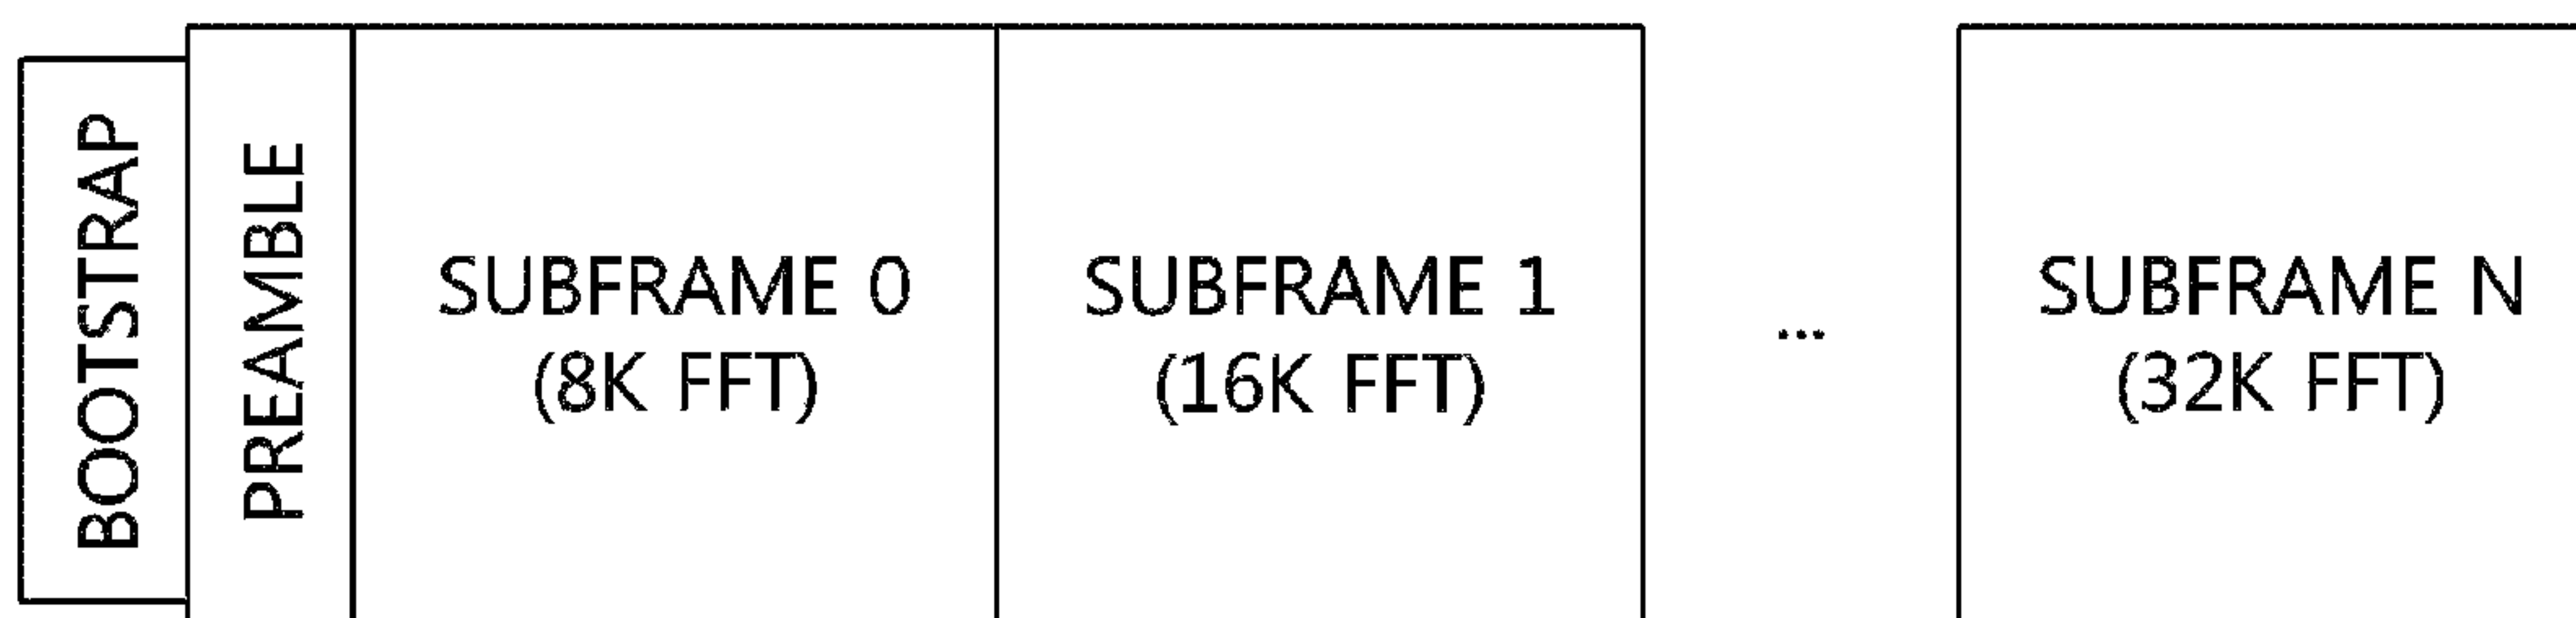 BOOTSTRAP
PREAMBLE
SUBFRAME 0
(8K FFT)
SUBFRAME 1
(16K FFT)
...
SUBFRAME N
(32K FFT)